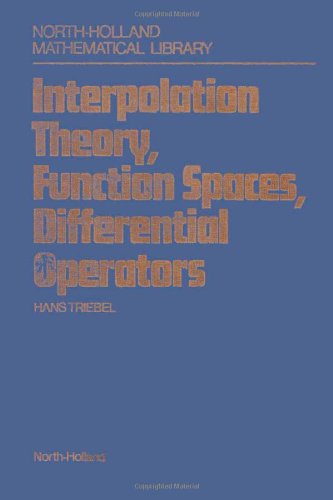 NORTH-HOLLAND
MATHEMATICAL LIBRARY
Interpolation
Theory,
Function Spaces,
Differential
Operators
HANS TRIEBEL
North-Holland